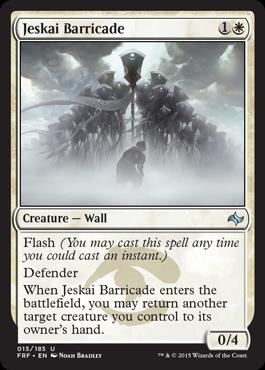 Jeskai Barricade 1
Creature — Wall
Flash (You may cast this spell any time
you could cast an instant.)
Defender
When Jeskai Barricade enters the
battlefield, you may return another
target creature you control to its
owner's hand.
0/4
015/185 U
FRF • EN Noah Bradley
™ & © 2015 Wizards of the Coast